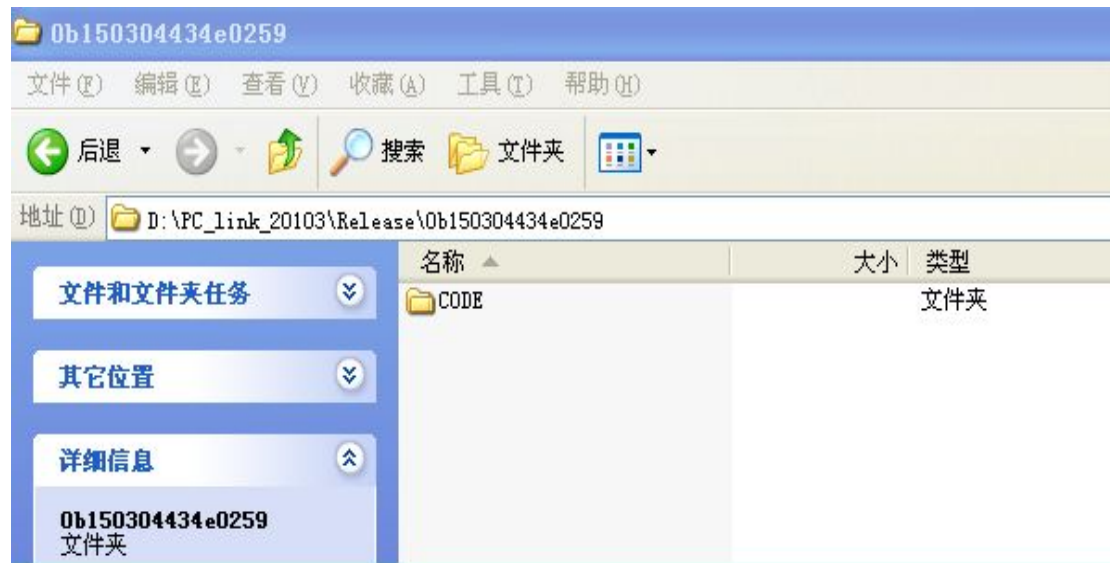 0b150304434e0259
文件(F) 编辑(E) 查看(V) 收藏(A) 工具(T) 帮助(H)
后退 搜索 文件夹
地址(D) D:\PC_link_20103\Release\0b150304434e0259
名称 大小 类型
文件和文件夹任务
CODE 文件夹
其它位置
详细信息
0b150304434e0259
文件夹